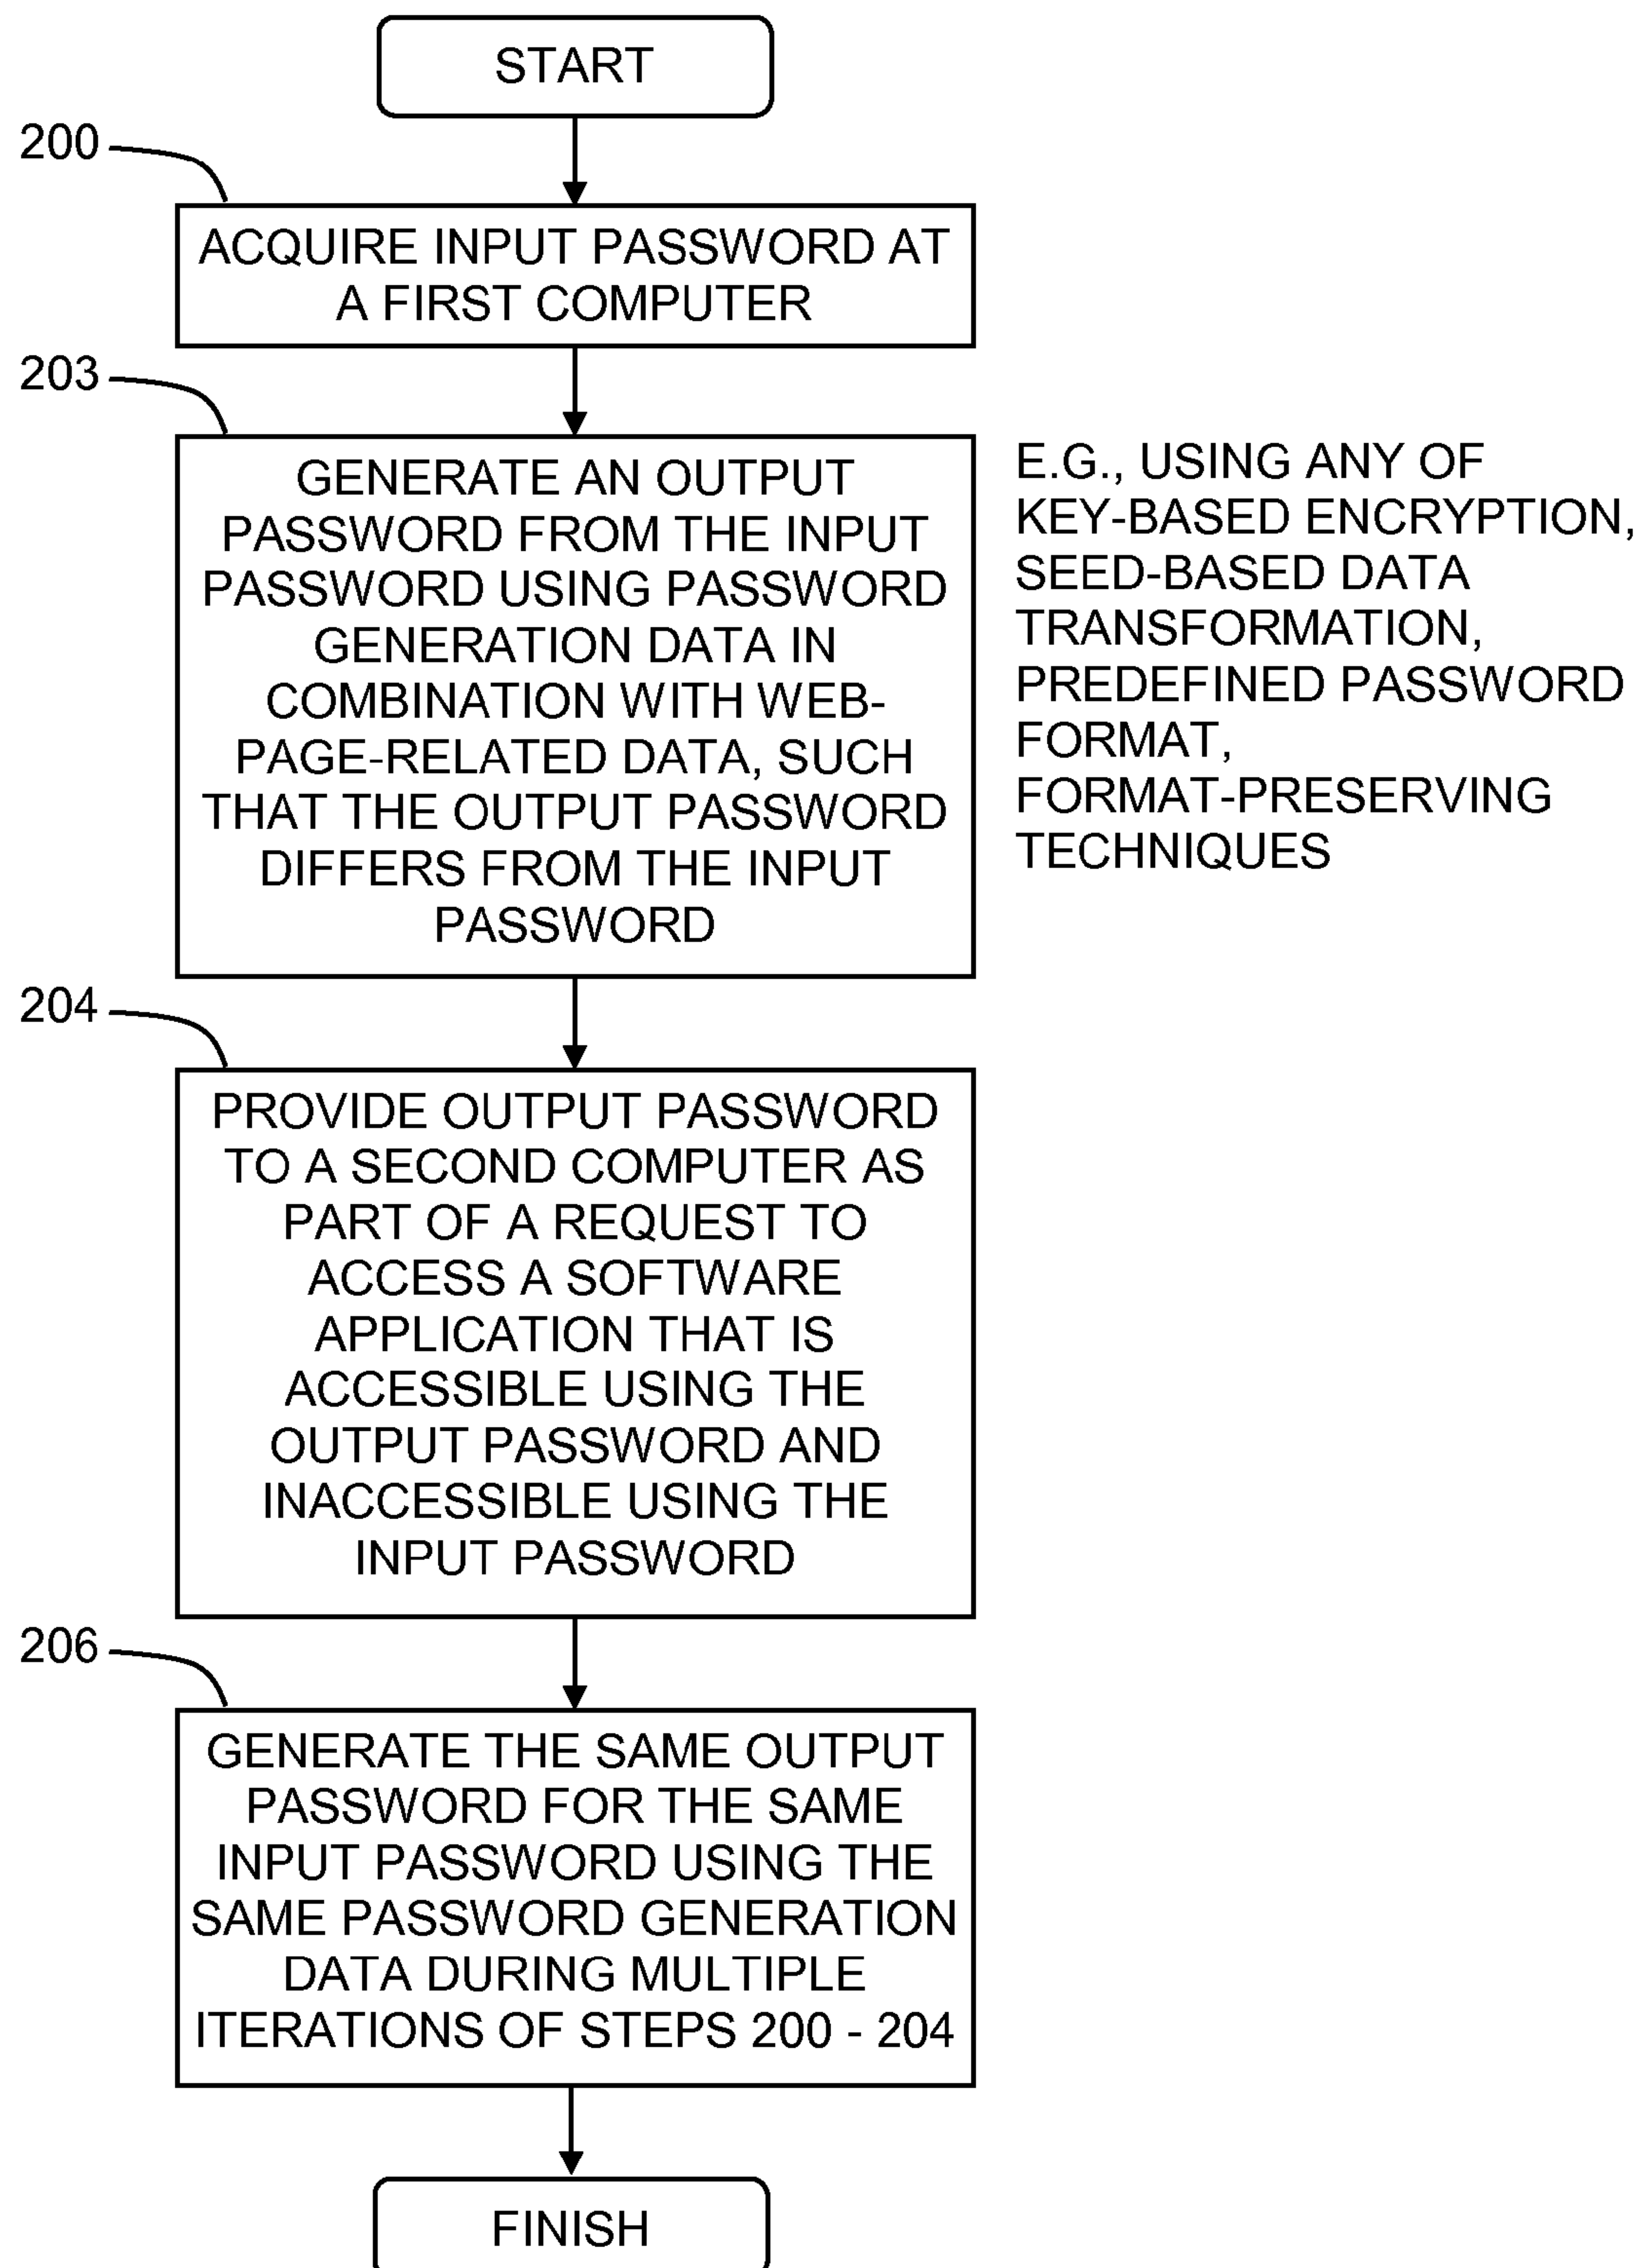 START
200
ACQUIRE INPUT PASSWORD AT
A FIRST COMPUTER
203
GENERATE AN OUTPUT
PASSWORD FROM THE INPUT
PASSWORD USING PASSWORD
GENERATION DATA IN
COMBINATION WITH WEB-
PAGE-RELATED DATA, SUCH
THAT THE OUTPUT PASSWORD
DIFFERS FROM THE INPUT
PASSWORD
E.G., USING ANY OF
KEY-BASED ENCRYPTION,
SEED-BASED DATA
TRANSFORMATION,
PREDEFINED PASSWORD
FORMAT,
FORMAT-PRESERVING
TECHNIQUES
204
PROVIDE OUTPUT PASSWORD
TO A SECOND COMPUTER AS
PART OF A REQUEST TO
ACCESS A SOFTWARE
APPLICATION THAT IS
ACCESSIBLE USING THE
OUTPUT PASSWORD AND
INACCESSIBLE USING THE
INPUT PASSWORD
206
GENERATE THE SAME OUTPUT
PASSWORD FOR THE SAME
INPUT PASSWORD USING THE
SAME PASSWORD GENERATION
DATA DURING MULTIPLE
ITERATIONS OF STEPS 200 - 204
FINISH